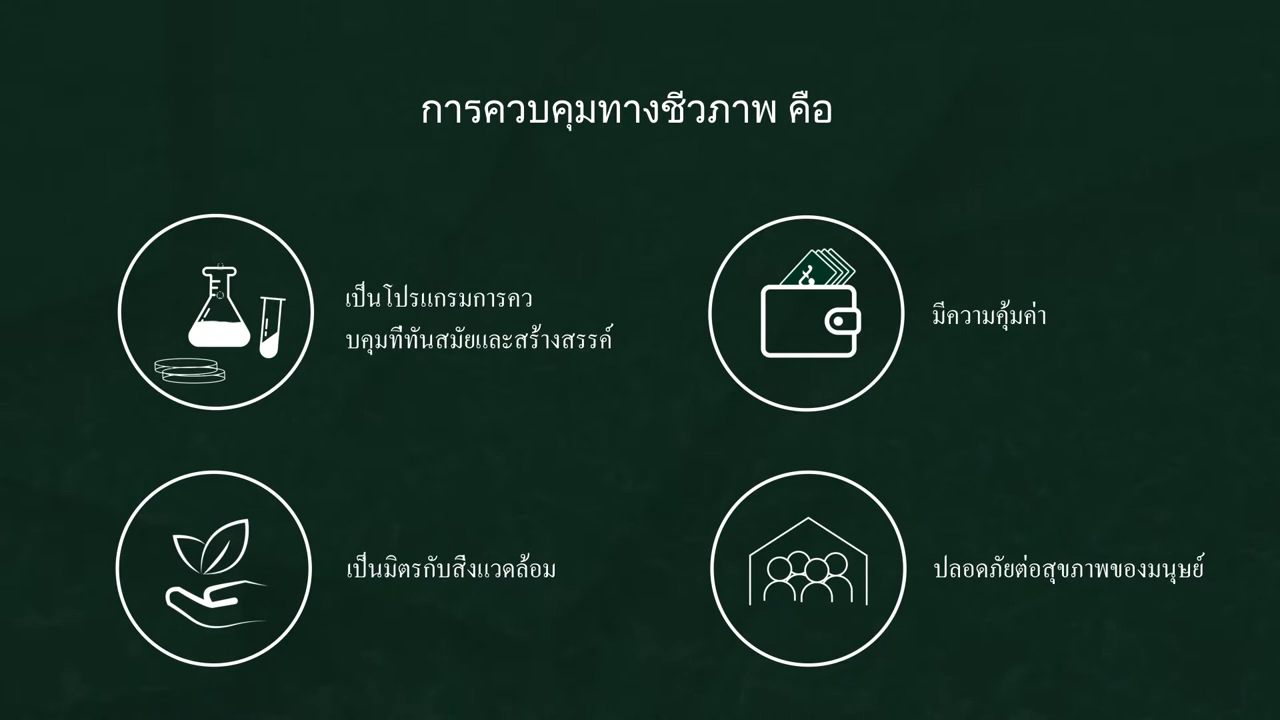 การควบคุมทางชีวภาพ คือ
เป็นโปรแกรมการคว
บคุมที่ทันสมัยและสร้างสรรค์
มีความคุ้มค่า
เป็นมิตรกับสิ่งแวดล้อม
ปลอดภัยต่อสุขภาพของมนุษย์